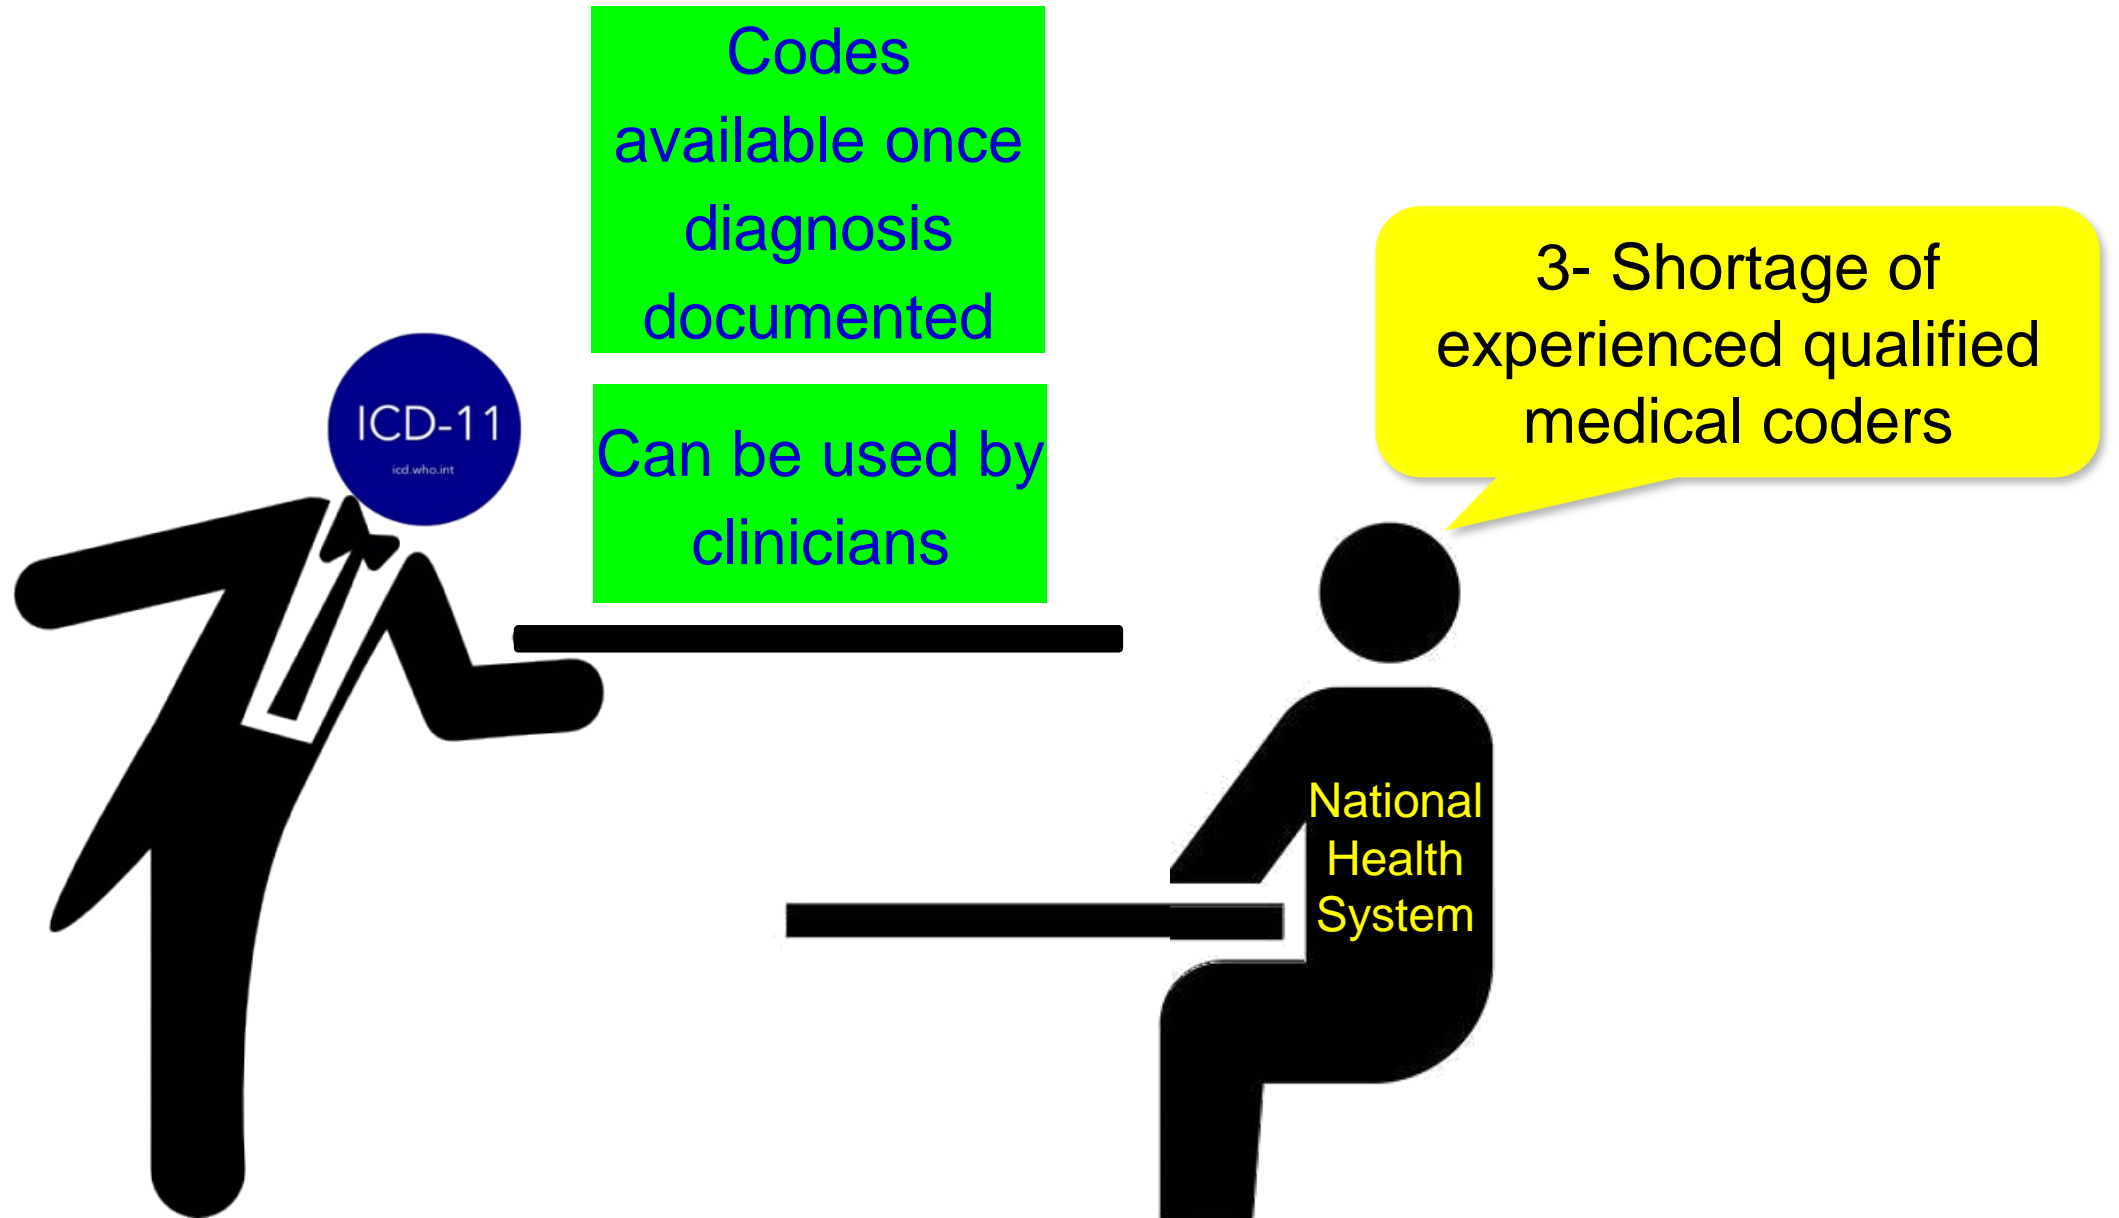 Codes
available once
diagnosis
documented
Can be used by
clinicians
ICD-11
icd.who.int
3- Shortage of
experienced qualified
medical coders
National
Health
System